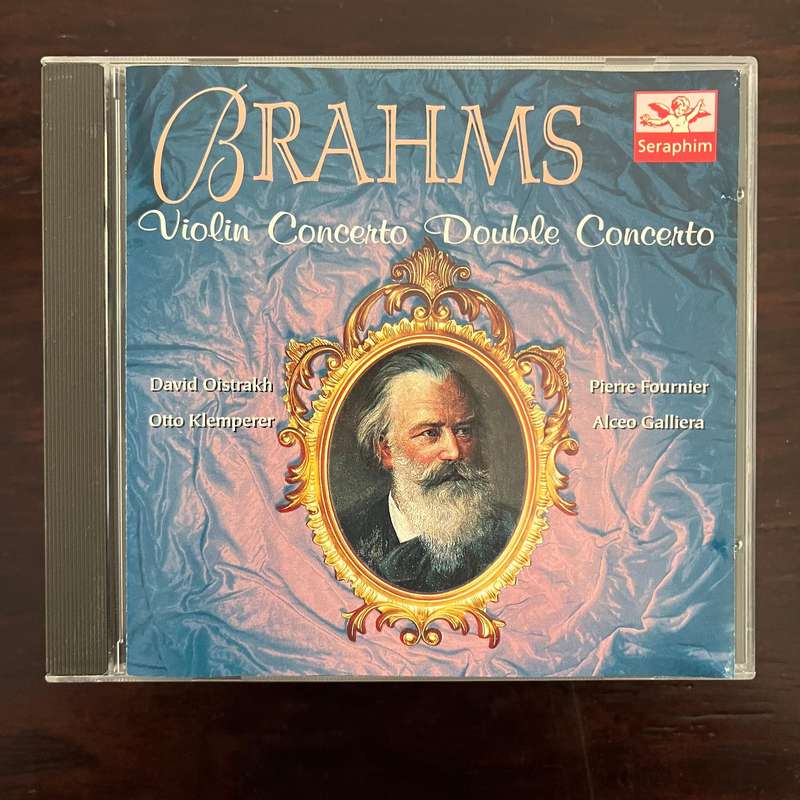 BRAHMS
Seraphim
Violin Concerto Double Concerto
David Oistrakh
Otto Klemperer
Pierre Fournier
Alceo Galliera